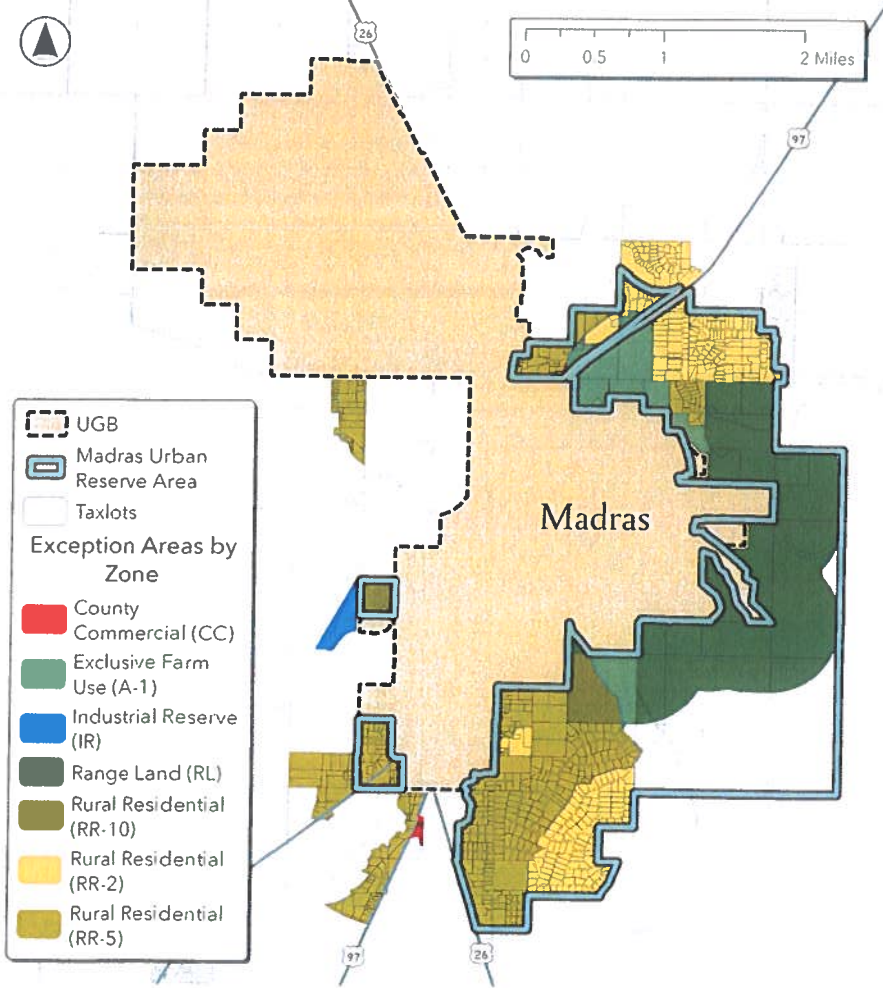 26
0 0.5 1 2 Miles
97
UGB
Madras Urban
Reserve Area
Taxlots
Exception Areas by
Zone
County
Commercial (CC)
Exclusive Farm
Use (A-1)
Industrial Reserve
(IR)
Range Land (RL)
Rural Residential
(RR-10)
Rural Residential
(RR-2)
Rural Residential
(RR-5)
Madras
97
26